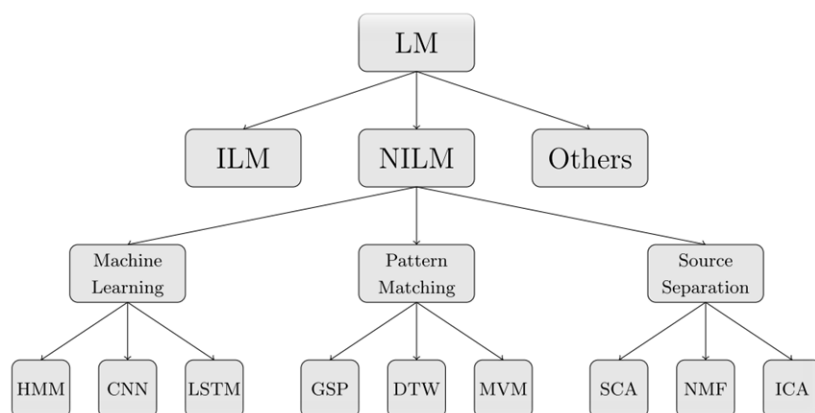 LM
ILM
NILM
Others
Machine
Learning
Pattern
Matching
Source
Separation
HMM
CNN
LSTM
GSP
DTW
MVM
SCA
NMF
ICA